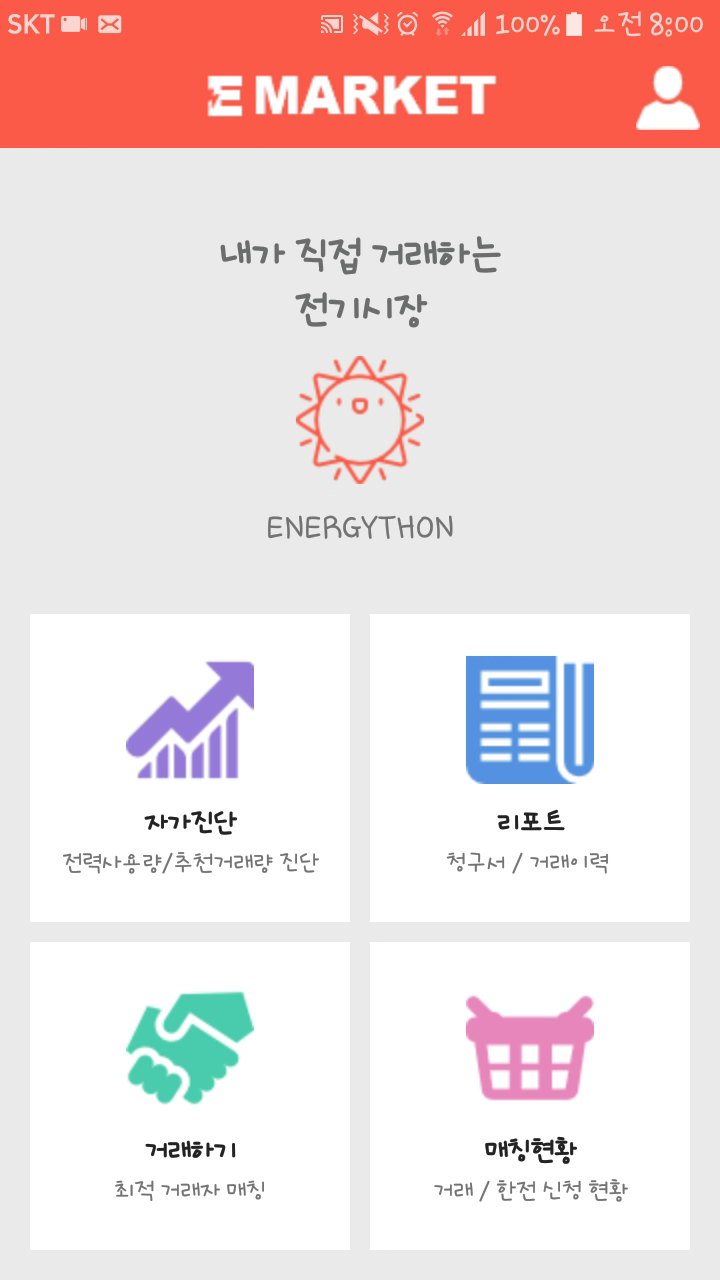 SKT 100% 오전 8:00
E MARKET
내가 직접 거래하는
전기시장
ENERGYTHON
자가진단
전력사용량/추천거래량 진단
리포트
청구서 / 거래이력
거래하기
최적 거래자 매칭
매칭현황
거래 / 한전 신청 현황